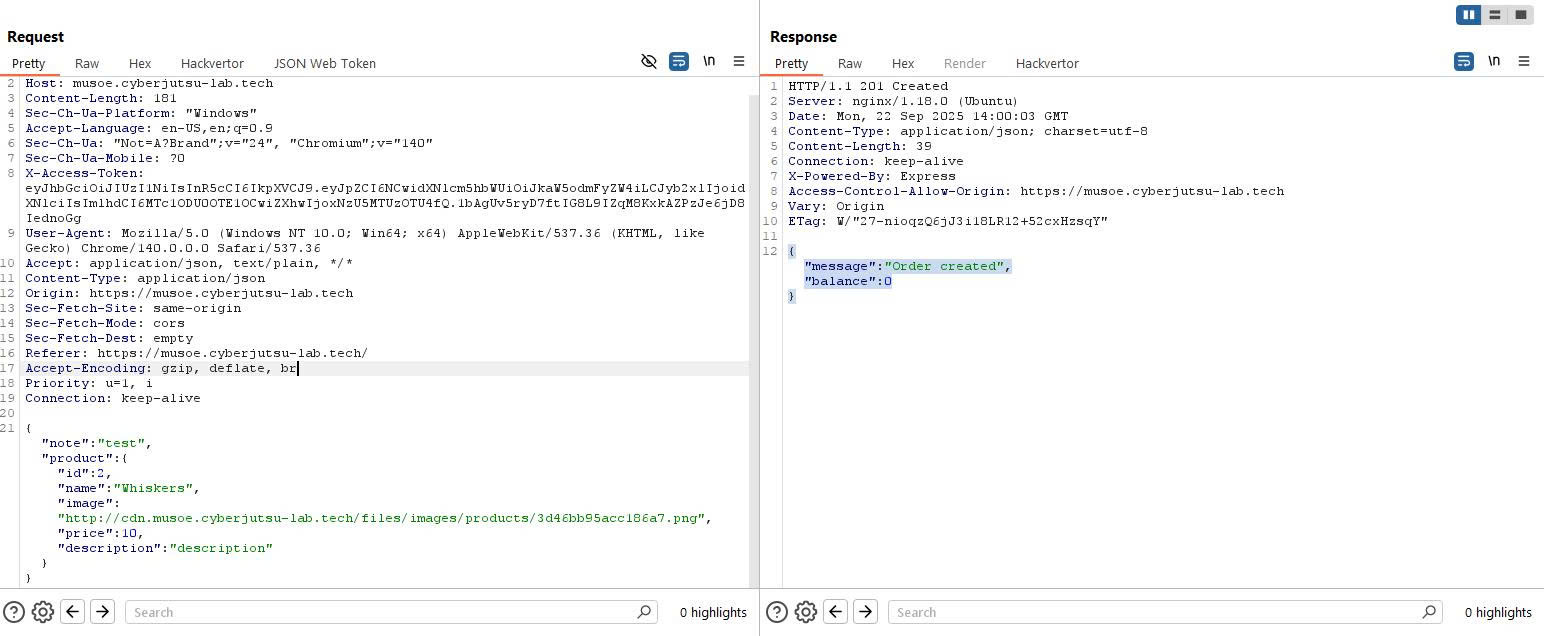 Request
Pretty Raw Hex Hackvertor JSON Web Token \n
2 Host: musoe.cyberjutsu-lab.tech
3 Content-Length: 181
4 Sec-Ch-Ua-Platform: "Windows"
5 Accept-Language: en-US,en;q=0.9
6 Sec-Ch-Ua: "Not=A?Brand";v="24", "Chromium";v="140"
7 Sec-Ch-Ua-Mobile: ?0
8 X-Access-Token:
eyJhbGciOiJIUzI1NiIsInR5cCI6IkpXVCJ9.eyJpZCI6NCwidXNlcm5hbWUiOiJkaW5odmFyZW4iLCJyb2xlIjoid
XNlciIsImlhdCI6MTc1ODU0OTE1OCwiZXhwIjoxNzU5MTUzOTU4fQ.1bAgUv5ryD7ftIG8L9IZqM8KxkAZPzJe6jD8
IednoGg
9 User-Agent: Mozilla/5.0 (Windows NT 10.0; Win64; x64) AppleWebKit/537.36 (KHTML, like
Gecko) Chrome/140.0.0.0 Safari/537.36
10 Accept: application/json, text/plain, */*
11 Content-Type: application/json
12 Origin: https://musoe.cyberjutsu-lab.tech
13 Sec-Fetch-Site: same-origin
14 Sec-Fetch-Mode: cors
15 Sec-Fetch-Dest: empty
16 Referer: https://musoe.cyberjutsu-lab.tech/
17 Accept-Encoding: gzip, deflate, br
18 Priority: u=1, i
19 Connection: keep-alive
20
21 {
"note":"test",
"product":{
"id":2,
"name":"Whiskers",
"image":
"http://cdn.musoe.cyberjutsu-lab.tech/files/images/products/3d46bb95acc186a7.png",
"price":10,
"description":"description"
}
}
Search 0 highlights
Response
Pretty Raw Hex Render Hackvertor \n
1 HTTP/1.1 201 Created
2 Server: nginx/1.18.0 (Ubuntu)
3 Date: Mon, 22 Sep 2025 14:00:03 GMT
4 Content-Type: application/json; charset=utf-8
5 Content-Length: 39
6 Connection: keep-alive
7 X-Powered-By: Express
8 Access-Control-Allow-Origin: https://musoe.cyberjutsu-lab.tech
9 Vary: Origin
10 ETag: W/"27-nioqzQ6jJ3i18LR12+52cxHzsqY"
11
12 {
"message":"Order created",
"balance":0
}
Search 0 highlights